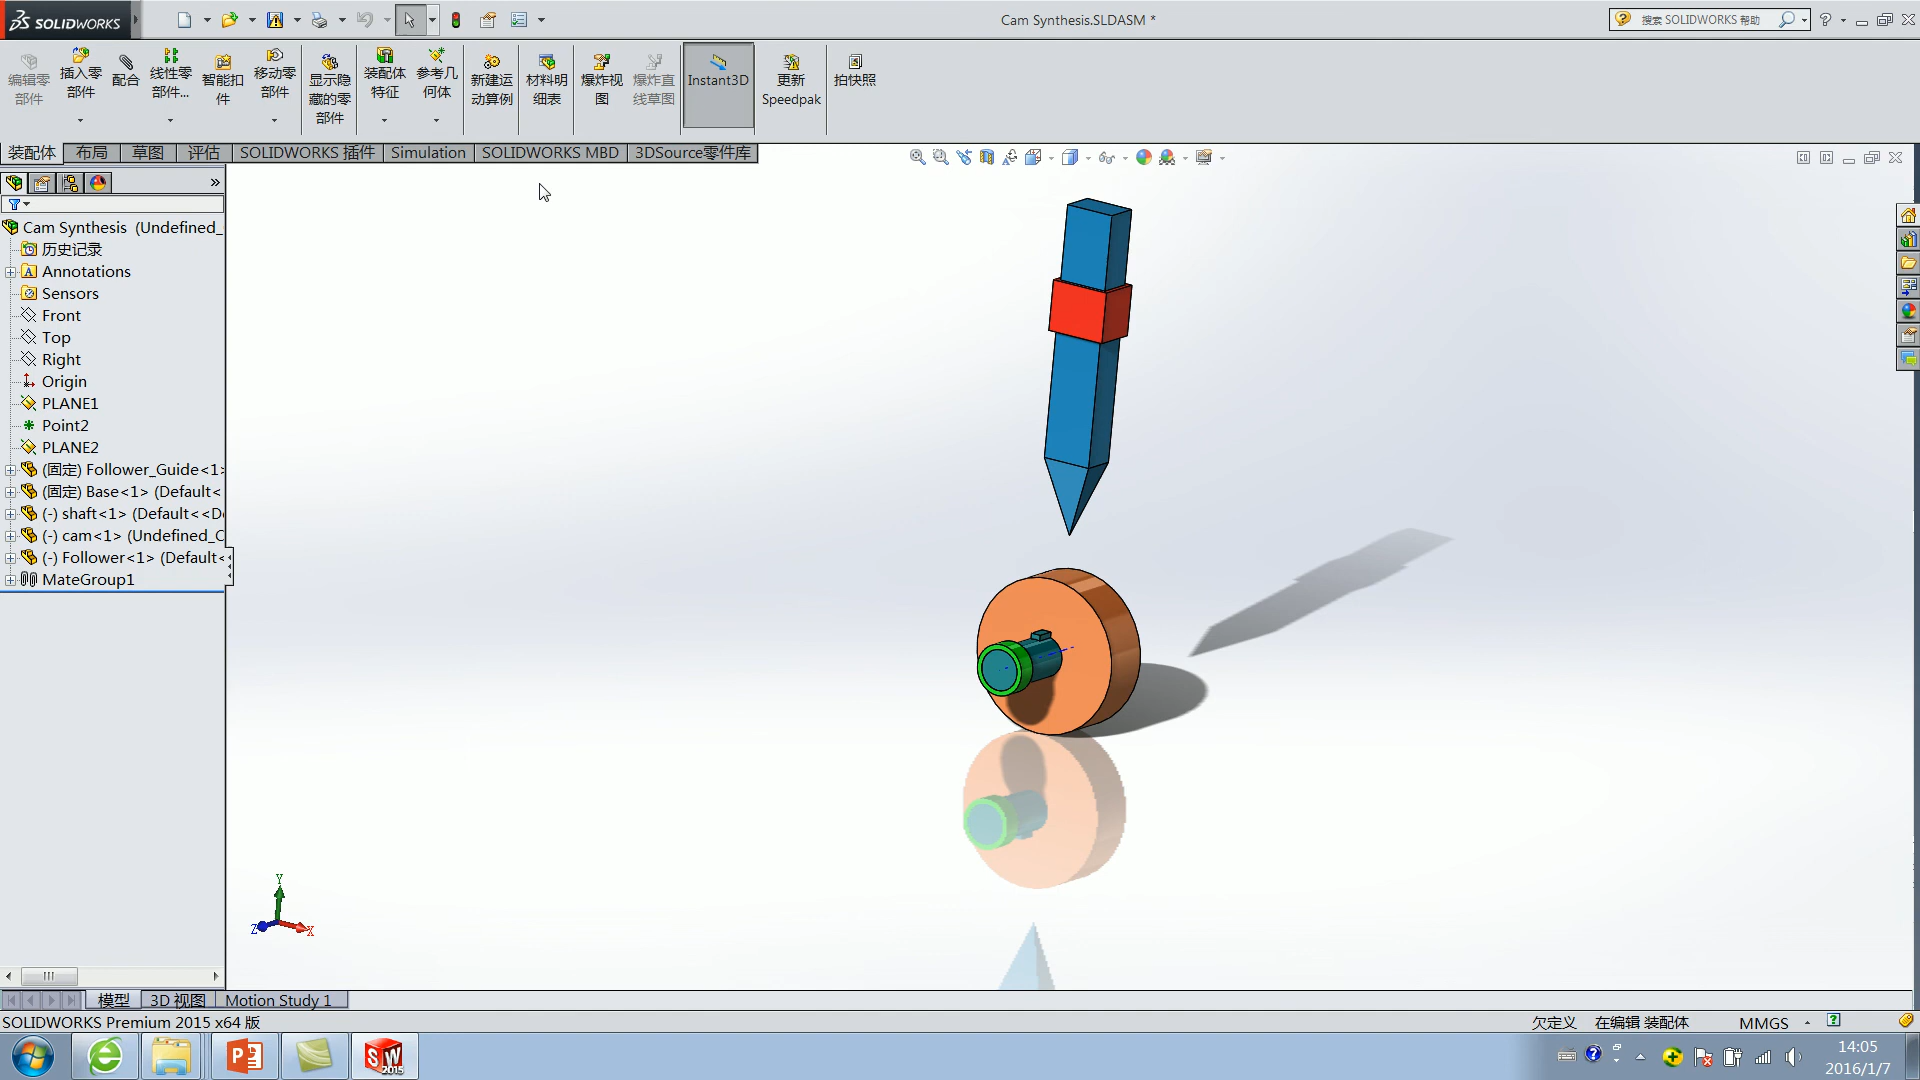 SOLIDWORKS
Cam Synthesis.SLDASM *
搜索 SOLIDWORKS 帮助
编辑零部件
插入零部件
配合
线性零部件...
智能扣件
移动零部件
显示隐藏的零部件
装配体特征
参考几何体
新建运动算例
材料明细表
爆炸视图
爆炸直线草图
Instant3D
更新 Speedpak
拍快照
装配体
布局
草图
评估
SOLIDWORKS 插件
Simulation
SOLIDWORKS MBD
3DSource零件库
Cam Synthesis (Undefined_
历史记录
Annotations
Sensors
Front
Top
Right
Origin
PLANE1
Point2
PLANE2
(固定) Follower_Guide<1>
(固定) Base<1> (Default<
(-) shaft<1> (Default<<D
(-) cam<1> (Undefined_C
(-) Follower<1> (Default<
MateGroup1
Y
Z
X
模型
3D 视图
Motion Study 1
SOLIDWORKS Premium 2015 x64 版
欠定义
在编辑 装配体
MMGS
14:05
2016/1/7